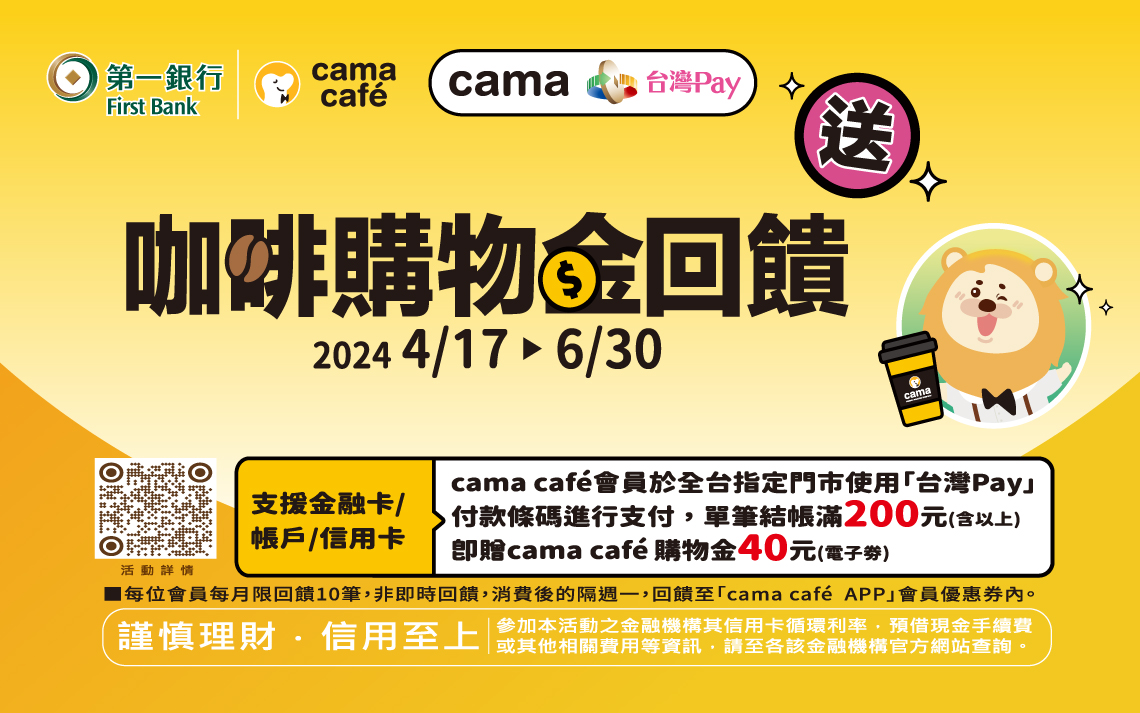 第一銀行
First Bank
cama
café
cama 台灣Pay
送
咖啡購物金回饋
2024 4/17 ▶ 6/30
活動詳情
支援金融卡/
帳戶/信用卡
cama café會員於全台指定門市使用「台灣Pay」
付款條碼進行支付，單筆結帳滿200元(含以上)
即贈cama café 購物金40元(電子券)
cama
■每位會員每月限回饋10筆，非即時回饋，消費後的隔週一，回饋至「cama café APP」會員優惠券內。
謹慎理財．信用至上
參加本活動之金融機構其信用卡循環利率．預借現金手續費
或其他相關費用等資訊．請至各該金融機構官方網站查詢。